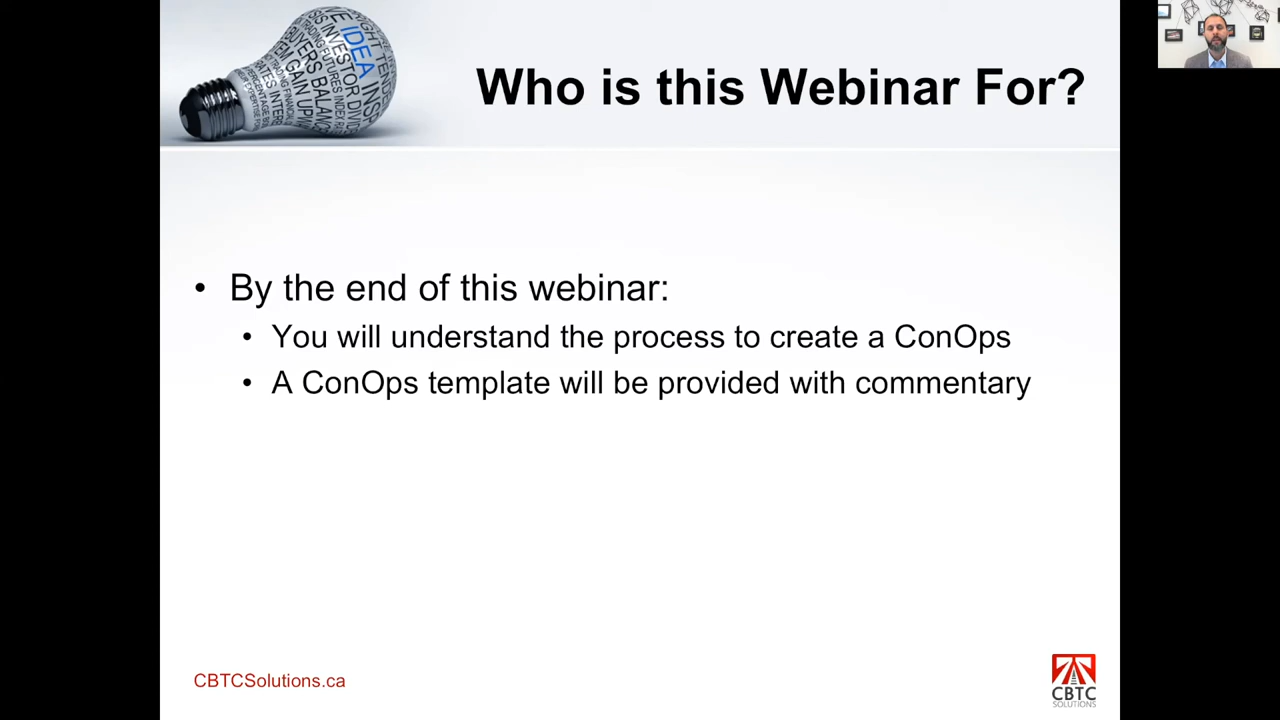 Who is this Webinar For?
• By the end of this webinar:
• You will understand the process to create a ConOps
• A ConOps template will be provided with commentary
CBTCSolutions.ca
CBTC
SOLUTIONS
IDEA